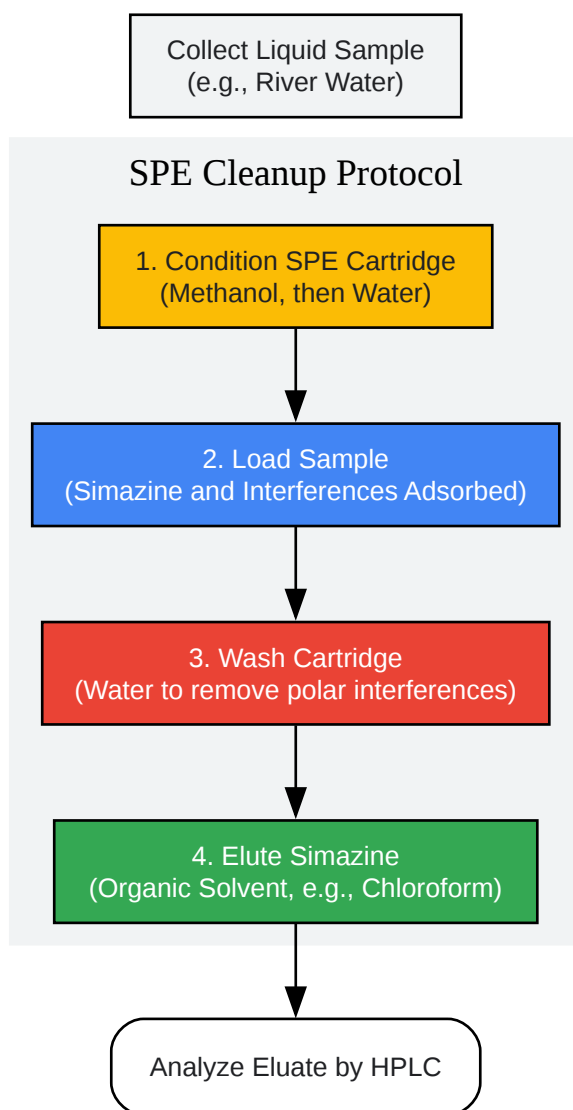 Collect Liquid Sample
(e.g., River Water)
SPE Cleanup Protocol
1. Condition SPE Cartridge
(Methanol, then Water)
2. Load Sample
(Simazine and Interferences Adsorbed)
3. Wash Cartridge
(Water to remove polar interferences)
4. Elute Simazine
(Organic Solvent, e.g., Chloroform)
Analyze Eluate by HPLC